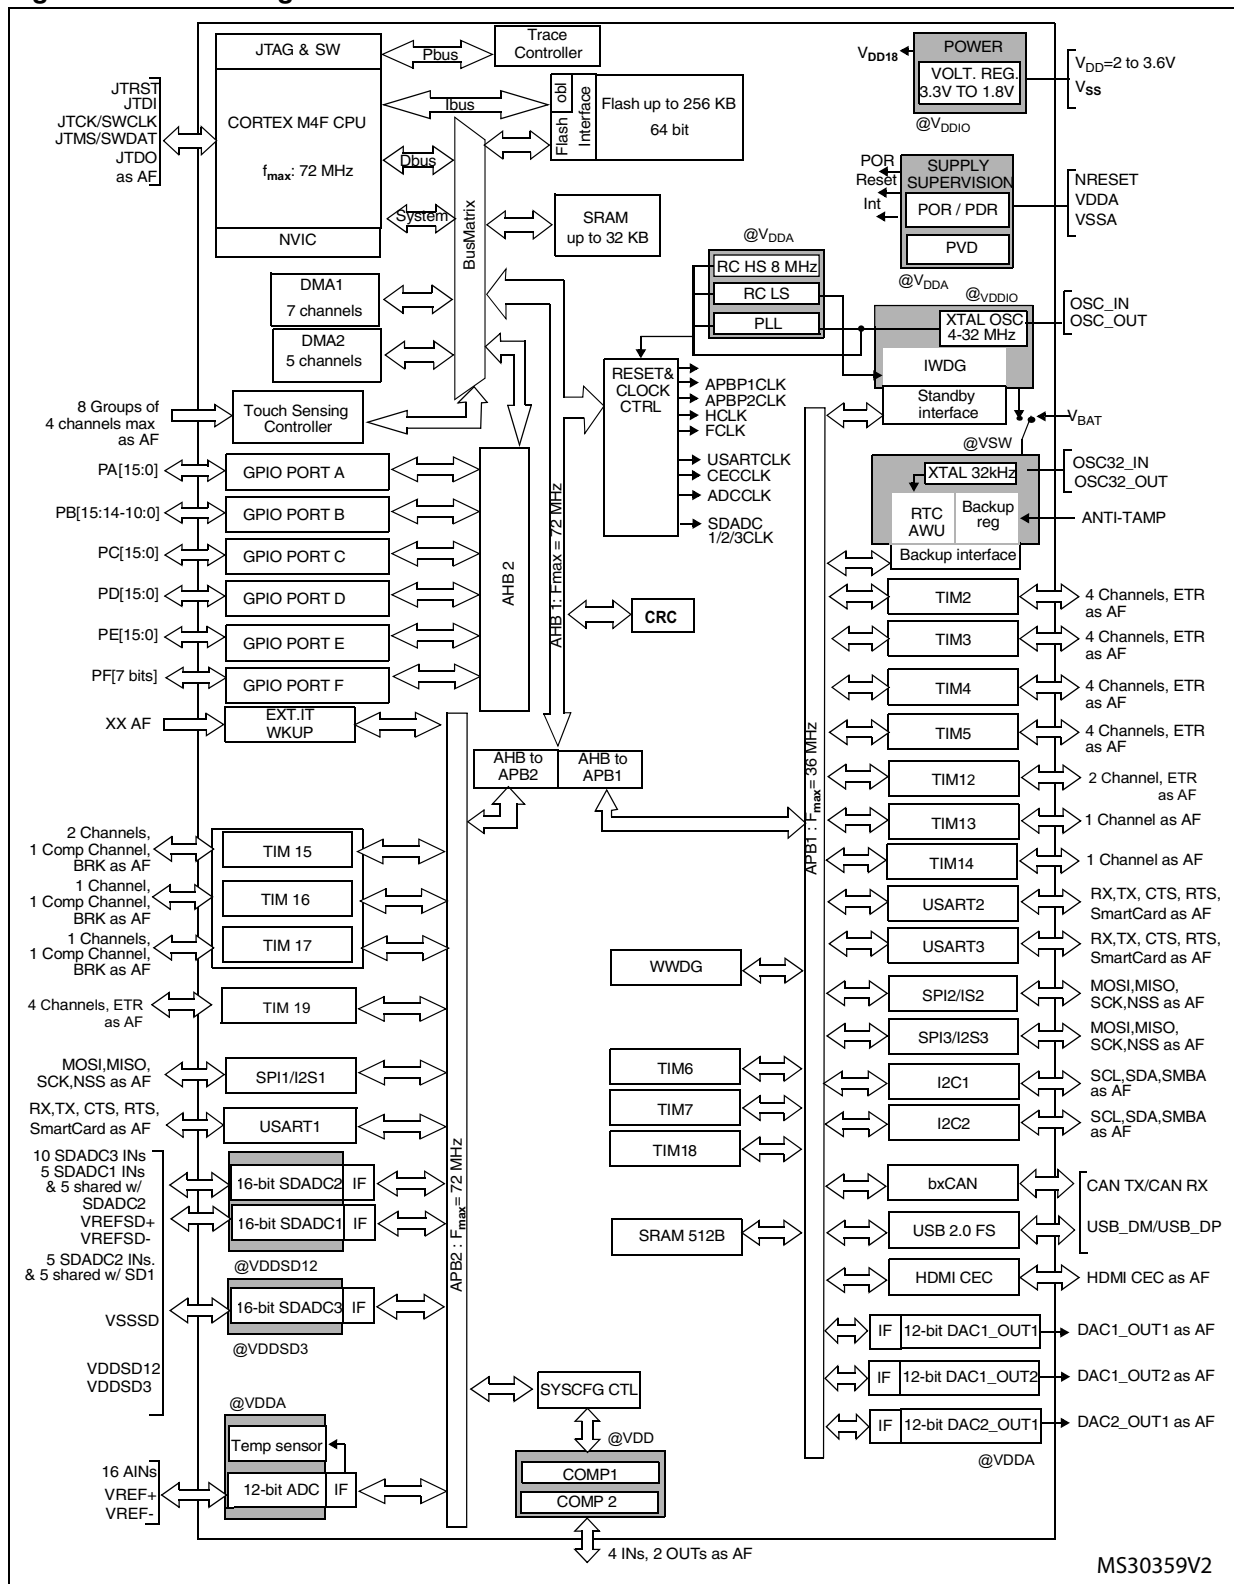 JTAG & SW
Pbus
Trace
Controller
JTRST
JTDI
JTCK/SWCLK
JTMS/SWDAT
JTDO
as AF
CORTEX M4F CPU
fmax: 72 MHz
NVIC
Ibus
Dbus
System
Flash
obl
Interface
Flash up to 256 KB
64 bit
BusMatrix
SRAM
up to 32 KB
VDD18
POWER
VOLT. REG.
3.3V TO 1.8V
VDD=2 to 3.6V
VSS
@VDDIO
POR
Reset
Int
SUPPLY
SUPERVISION
POR / PDR
PVD
NRESET
VDDA
VSSA
@VDDA
@VDDA
RC HS 8 MHz
RC LS
PLL
@VDDIO
XTAL OSC
4-32 MHz
IWDG
OSC_IN
OSC_OUT
Standby
interface
VBAT
DMA1
7 channels
DMA2
5 channels
8 Groups of
4 channels max
as AF
Touch Sensing
Controller
RESET&
CLOCK
CTRL
APBP1CLK
APBP2CLK
HCLK
FCLK
USARTCLK
CECCLK
ADCCLK
SDADC
1/2/3CLK
@VSW
XTAL 32kHz
OSC32_IN
OSC32_OUT
RTC
AWU
Backup
reg
ANTI-TAMP
Backup interface
PA[15:0]
GPIO PORT A
PB[15:14-10:0]
GPIO PORT B
PC[15:0]
GPIO PORT C
PD[15:0]
GPIO PORT D
PE[15:0]
GPIO PORT E
PF[7 bits]
GPIO PORT F
AHB 2
AHB 1: Fmax = 72 MHz
CRC
XX AF
EXT.IT
WKUP
AHB to
APB2
AHB to
APB1
APB1 : Fmax = 36 MHz
TIM2
4 Channels, ETR
as AF
TIM3
4 Channels, ETR
as AF
TIM4
4 Channels, ETR
as AF
TIM5
4 Channels, ETR
as AF
TIM12
2 Channel, ETR
as AF
TIM13
1 Channel as AF
TIM14
1 Channel as AF
USART2
RX,TX, CTS, RTS,
SmartCard as AF
USART3
RX,TX, CTS, RTS,
SmartCard as AF
SPI2/IS2
MOSI,MISO,
SCK,NSS as AF
SPI3/I2S3
MOSI,MISO,
SCK,NSS as AF
I2C1
SCL,SDA,SMBA
as AF
I2C2
SCL,SDA,SMBA
as AF
bxCAN
CAN TX/CAN RX
USB 2.0 FS
USB_DM/USB_DP
HDMI CEC
HDMI CEC as AF
IF
12-bit DAC1_OUT1
DAC1_OUT1 as AF
IF
12-bit DAC1_OUT2
DAC1_OUT2 as AF
IF
12-bit DAC2_OUT1
DAC2_OUT1 as AF
@VDDA
WWDG
TIM6
TIM7
TIM18
SRAM 512B
2 Channels,
1 Comp Channel,
BRK as AF
TIM 15
1 Channel,
1 Comp Channel,
BRK as AF
TIM 16
1 Channels,
1 Comp Channel,
BRK as AF
TIM 17
4 Channels, ETR
as AF
TIM 19
MOSI,MISO,
SCK,NSS as AF
SPI1/I2S1
RX,TX, CTS, RTS,
SmartCard as AF
USART1
APB2 : Fmax = 72 MHz
10 SDADC3 INs
5 SDADC1 INs
& 5 shared w/
SDADC2
VREFSD+
VREFSD-
5 SDADC2 INs.
& 5 shared w/ SD1
VSSSD
VDDSD12
VDDSD3
16-bit SDADC2
IF
16-bit SDADC1
IF
@VDDSD12
16-bit SDADC3
IF
@VDDSD3
@VDDA
Temp sensor
12-bit ADC
IF
16 AINs
VREF+
VREF-
SYSCFG CTL
@VDD
COMP1
COMP 2
4 INs, 2 OUTs as AF
MS30359V2